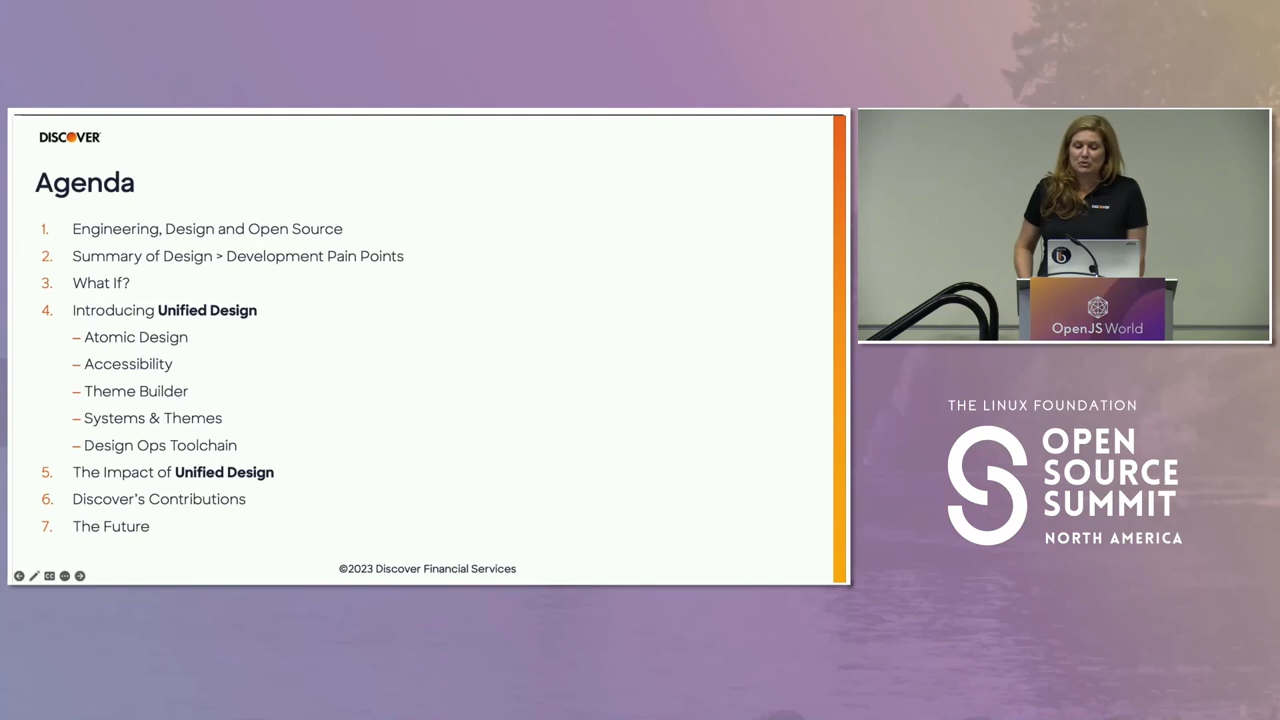 DISCOVER
Agenda
1. Engineering, Design and Open Source
2. Summary of Design > Development Pain Points
3. What If?
4. Introducing Unified Design
– Atomic Design
– Accessibility
– Theme Builder
– Systems & Themes
– Design Ops Toolchain
5. The Impact of Unified Design
6. Discover's Contributions
7. The Future
©2023 Discover Financial Services
CC
DISCOVER
OpenJS World
THE LINUX FOUNDATION
OPEN
SOURCE
SUMMIT
NORTH AMERICA